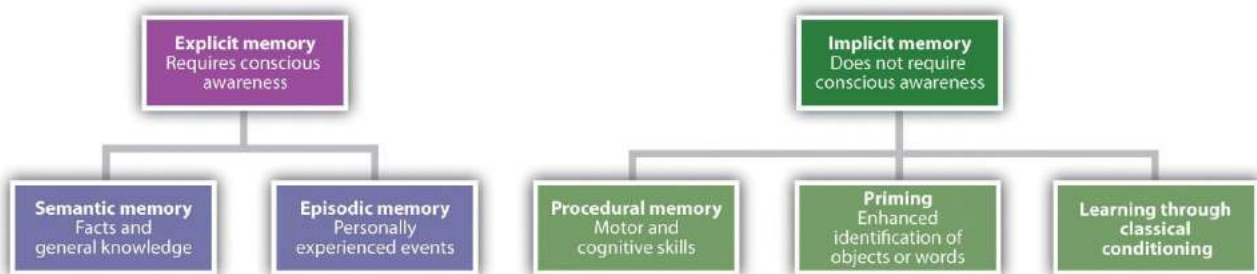 Explicit memory
Requires conscious
awareness
Implicit memory
Does not require
conscious awareness
Semantic memory
Facts and
general knowledge
Episodic memory
Personally
experienced events
Procedural memory
Motor and
cognitive skills
Priming
Enhanced
identification of
objects or words
Learning through
classical
conditioning